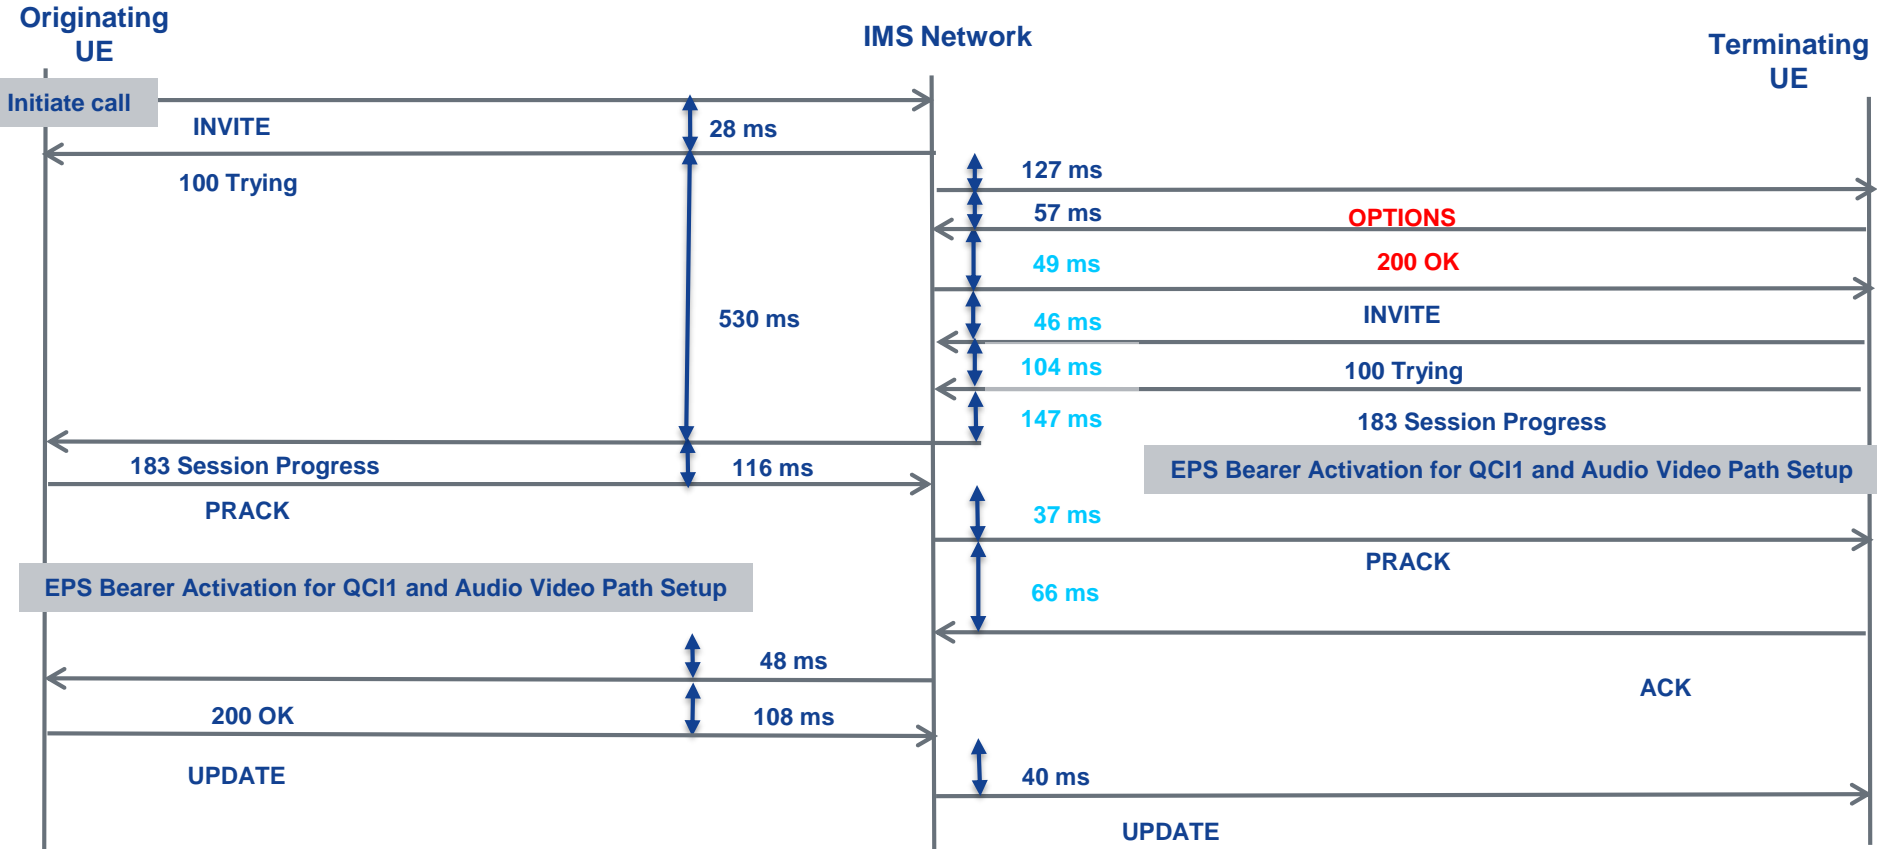 Originating
UE
IMS Network
Terminating
UE
Initiate call
INVITE
28 ms
100 Trying
127 ms
57 ms
OPTIONS
49 ms
200 OK
530 ms
46 ms
INVITE
104 ms
100 Trying
147 ms
183 Session Progress
183 Session Progress
116 ms
EPS Bearer Activation for QCI1 and Audio Video Path Setup
PRACK
37 ms
PRACK
EPS Bearer Activation for QCI1 and Audio Video Path Setup
66 ms
48 ms
ACK
200 OK
108 ms
UPDATE
40 ms
UPDATE